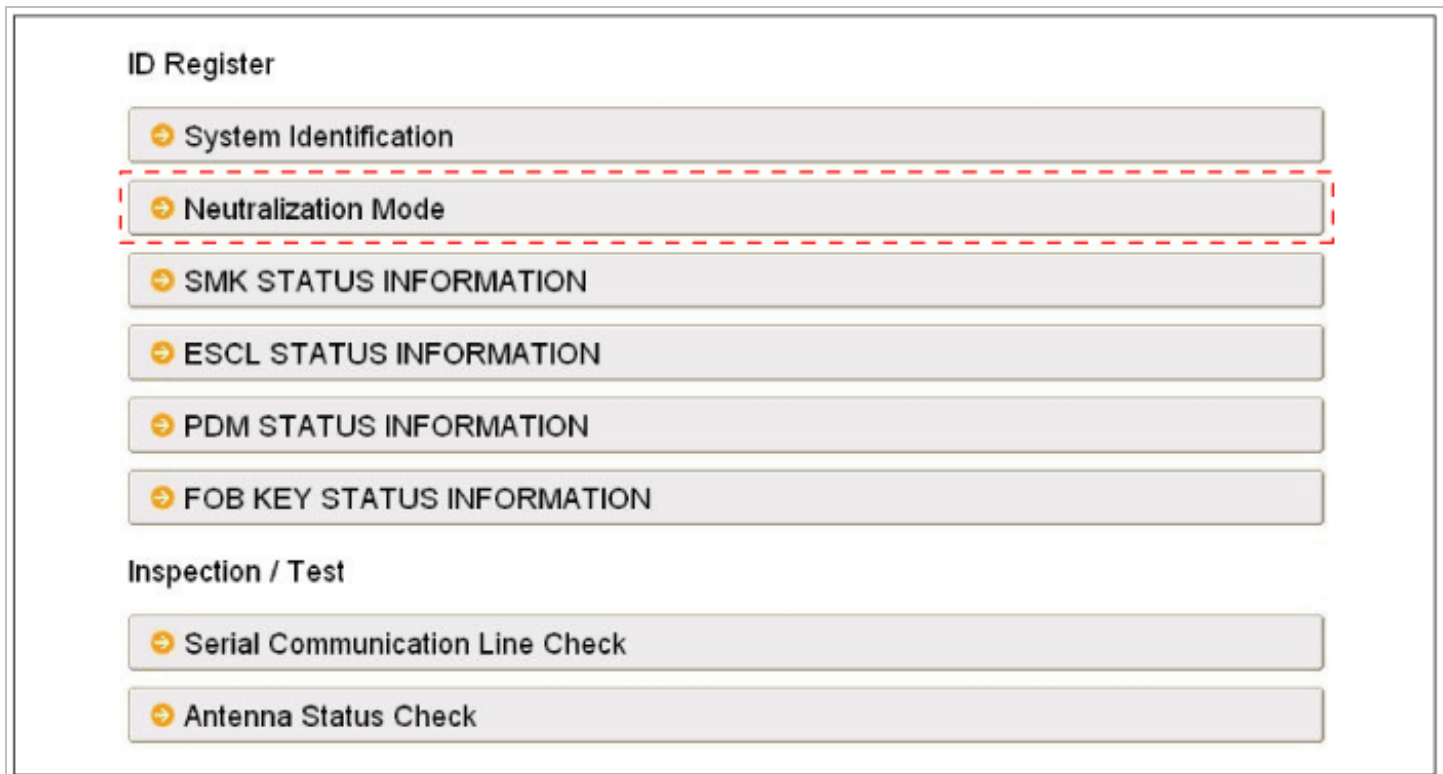 ID Register
System Identification
Neutralization Mode
SMK STATUS INFORMATION
ESCL STATUS INFORMATION
PDM STATUS INFORMATION
FOB KEY STATUS INFORMATION
Inspection / Test
Serial Communication Line Check
Antenna Status Check